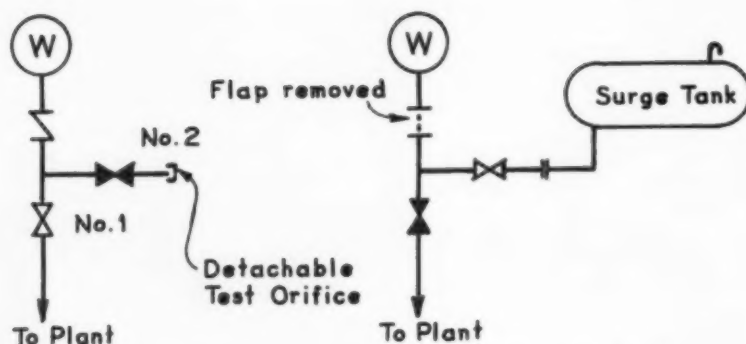 W
No.2
No.1
Detachable
Test Orifice
To Plant
W
Flap removed
Surge Tank
To Plant